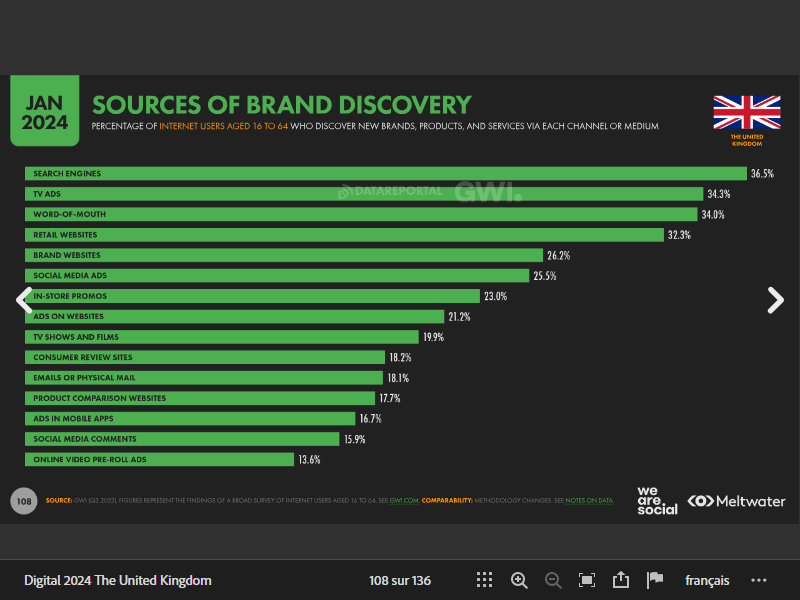 JAN
2024
SOURCES OF BRAND DISCOVERY
PERCENTAGE OF INTERNET USERS AGED 16 TO 64 WHO DISCOVER NEW BRANDS, PRODUCTS, AND SERVICES VIA EACH CHANNEL OR MEDIUM
THE UNITED
KINGDOM
SEARCH ENGINES 36.5%
DATAREPORTAL GWI.
TV ADS 34.3%
WORD-OF-MOUTH 34.0%
RETAIL WEBSITES 32.3%
BRAND WEBSITES 26.2%
SOCIAL MEDIA ADS 25.5%
IN-STORE PROMOS 23.0%
ADS ON WEBSITES 21.2%
TV SHOWS AND FILMS 19.9%
CONSUMER REVIEW SITES 18.2%
EMAILS OR PHYSICAL MAIL 18.1%
PRODUCT COMPARISON WEBSITES 17.7%
ADS IN MOBILE APPS 16.7%
SOCIAL MEDIA COMMENTS 15.9%
ONLINE VIDEO PRE-ROLL ADS 13.6%
108 SOURCE: GWI (Q3 2023). FIGURES REPRESENT THE FINDINGS OF A BROAD SURVEY OF INTERNET USERS AGED 16 TO 64. SEE GWI.COM. COMPARABILITY: METHODOLOGY CHANGES. SEE NOTES ON DATA.
we
are.
social
Meltwater
Digital 2024 The United Kingdom 108 sur 136 français